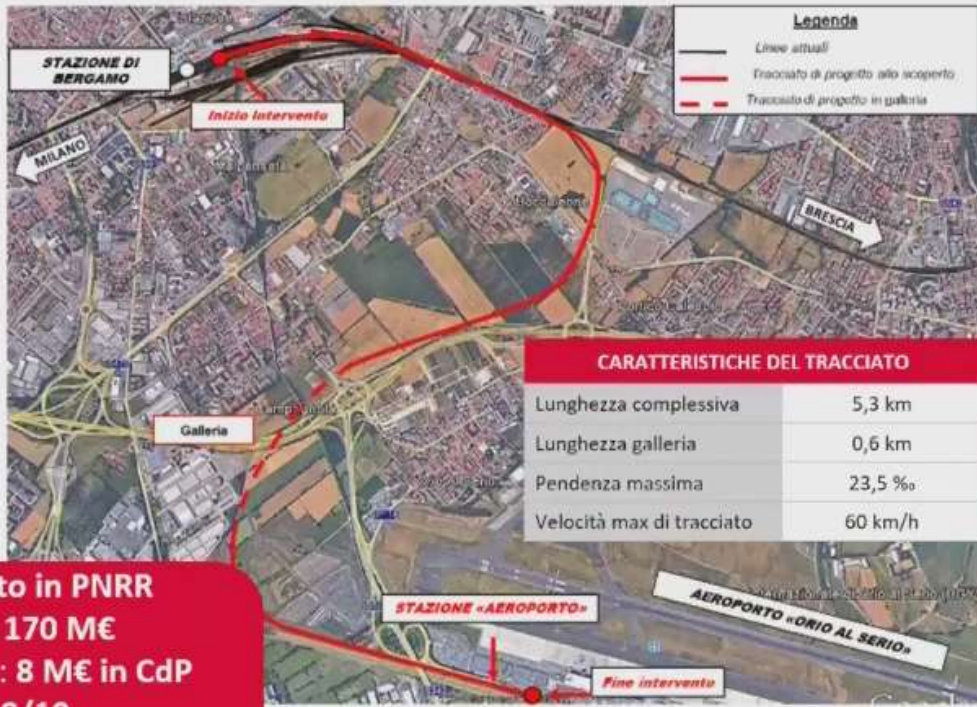 Legenda
Linee attuali
Tracciato di progetto allo scoperto
Tracciato di progetto in galleria
STAZIONE DI
BERGAMO
Inizio intervento
MILANO
BRESCIA
Boccaleone
Galleria
CARATTERISTICHE DEL TRACCIATO
Lunghezza complessiva 5,3 km
Lunghezza galleria 0,6 km
Pendenza massima 23,5 ‰
Velocità max di tracciato 60 km/h
to in PNRR
170 M€
: 8 M€ in CdP
STAZIONE «AEROPORTO»
AEROPORTO «ORIO AL SERIO»
Fine intervento